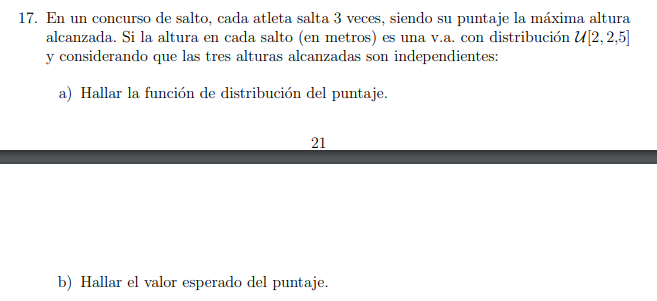 17. En un concurso de salto, cada atleta salta 3 veces, siendo su puntaje la máxima altura
alcanzada. Si la altura en cada salto (en metros) es una v.a. con distribución 𝒰[2, 2,5]
y considerando que las tres alturas alcanzadas son independientes:
a) Hallar la función de distribución del puntaje.
21
b) Hallar el valor esperado del puntaje.